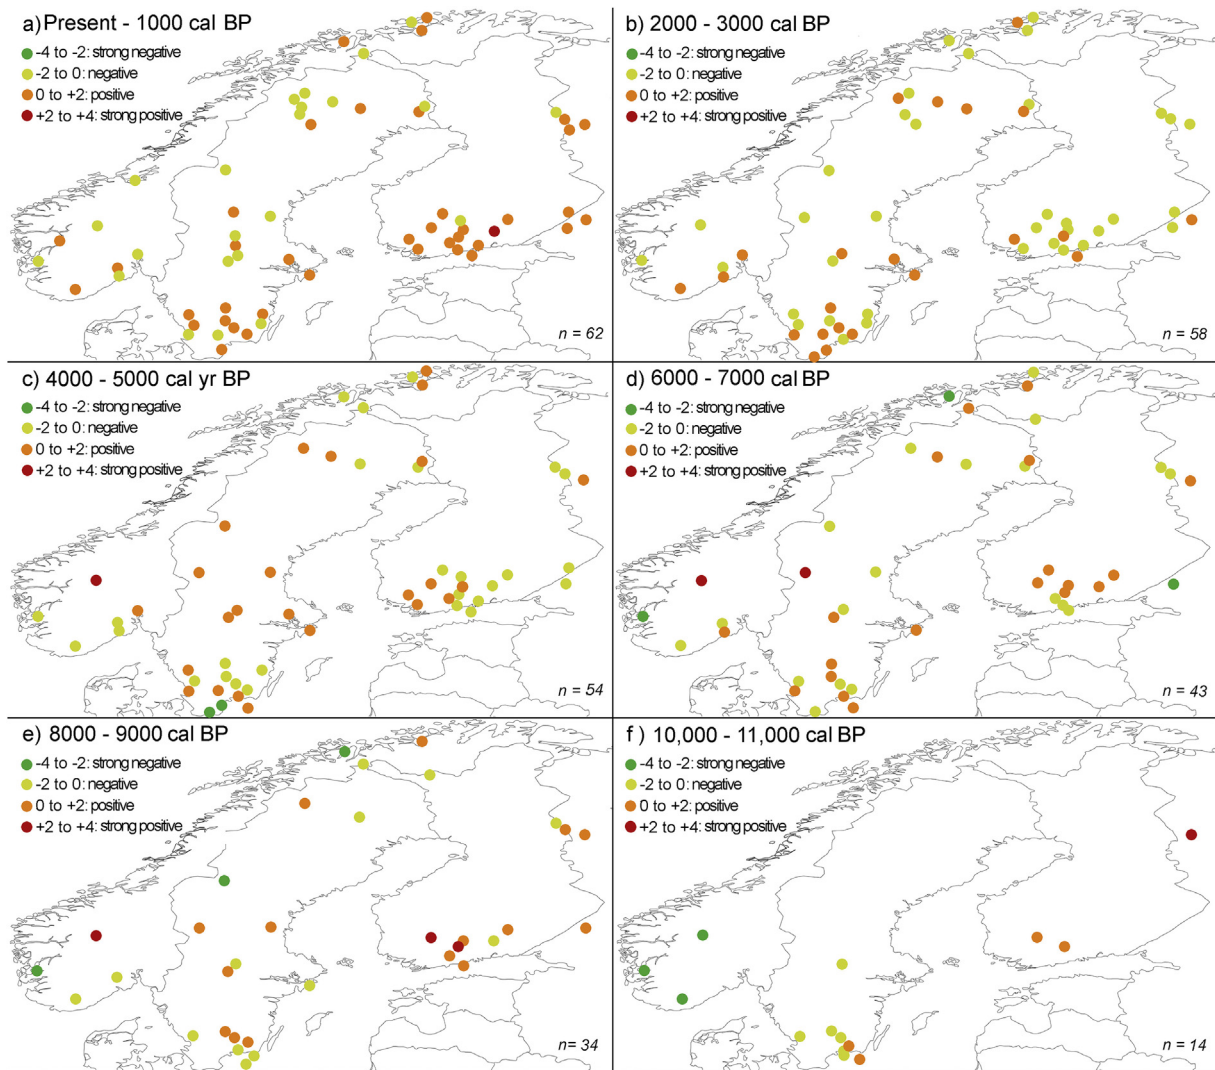 a) Present - 1000 cal BP
-4 to -2: strong negative
-2 to 0: negative
0 to +2: positive
+2 to +4: strong positive
n = 62
b) 2000 - 3000 cal BP
-4 to -2: strong negative
-2 to 0: negative
0 to +2: positive
+2 to +4: strong positive
n = 58
c) 4000 - 5000 cal yr BP
-4 to -2: strong negative
-2 to 0: negative
0 to +2: positive
+2 to +4: strong positive
n = 54
d) 6000 - 7000 cal BP
-4 to -2: strong negative
-2 to 0: negative
0 to +2: positive
+2 to +4: strong positive
n = 43
e) 8000 - 9000 cal BP
-4 to -2: strong negative
-2 to 0: negative
0 to +2: positive
+2 to +4: strong positive
n= 34
f ) 10,000 - 11,000 cal BP
-4 to -2: strong negative
-2 to 0: negative
0 to +2: positive
+2 to +4: strong positive
n = 14